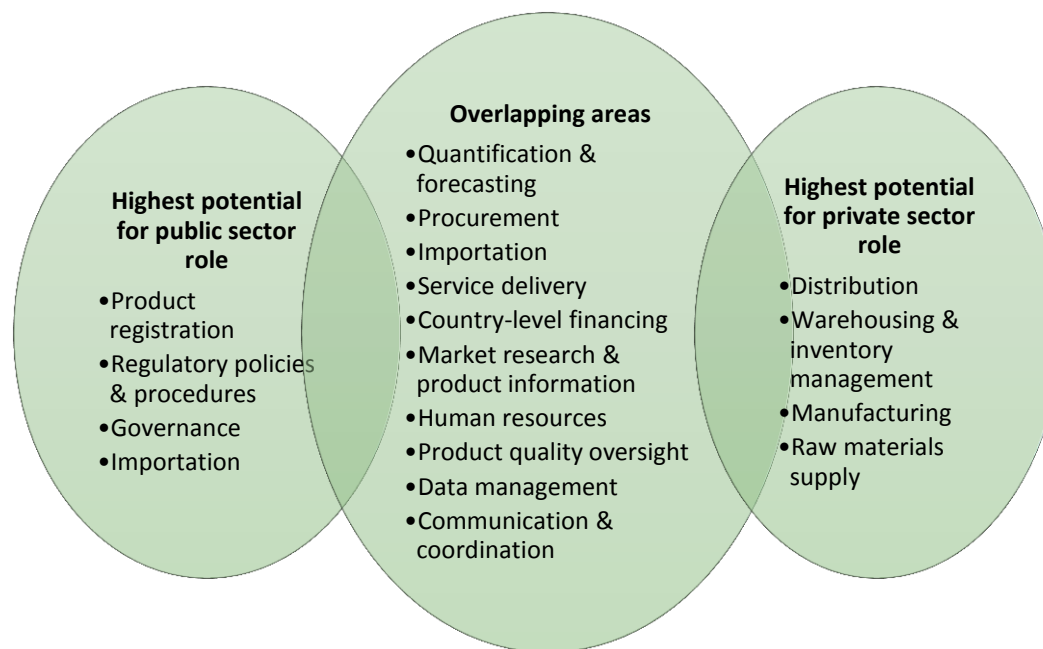 Highest potential
for public sector
role
•Product
registration
•Regulatory policies
& procedures
•Governance
•Importation
Overlapping areas
•Quantification &
forecasting
•Procurement
•Importation
•Service delivery
•Country-level financing
•Market research &
product information
•Human resources
•Product quality oversight
•Data management
•Communication &
coordination
Highest potential
for private sector
role
•Distribution
•Warehousing &
inventory
management
•Manufacturing
•Raw materials
supply